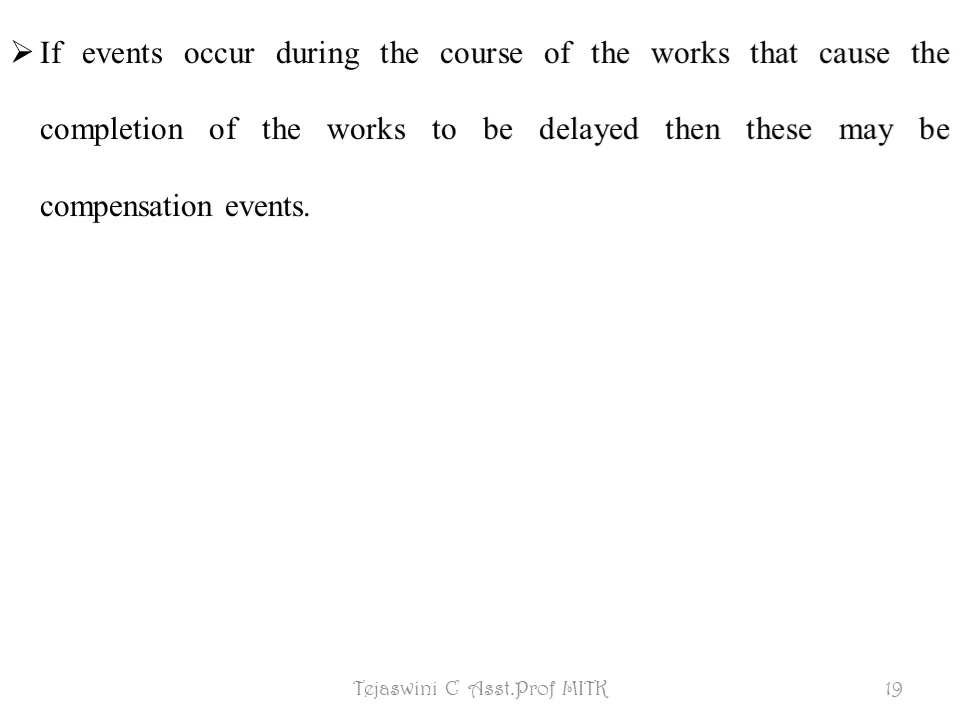 ➢ If events occur during the course of the works that cause the
completion of the works to be delayed then these may be
compensation events.
Tejaswini C Asst.Prof MITK 19